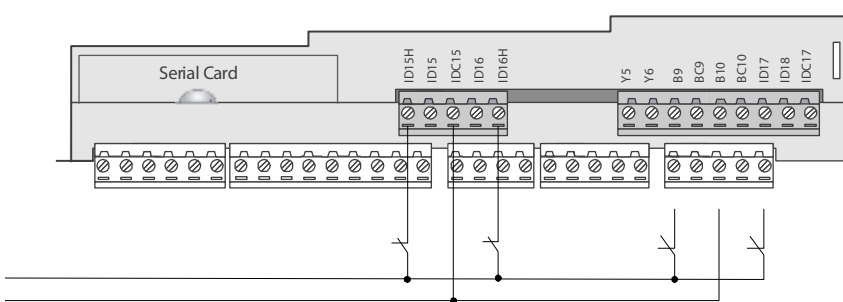 Serial Card
ID15H
ID15
IDC15
ID16
ID16H
Y5
Y6
B9
BC9
B10
BC10
ID17
ID18
IDC17